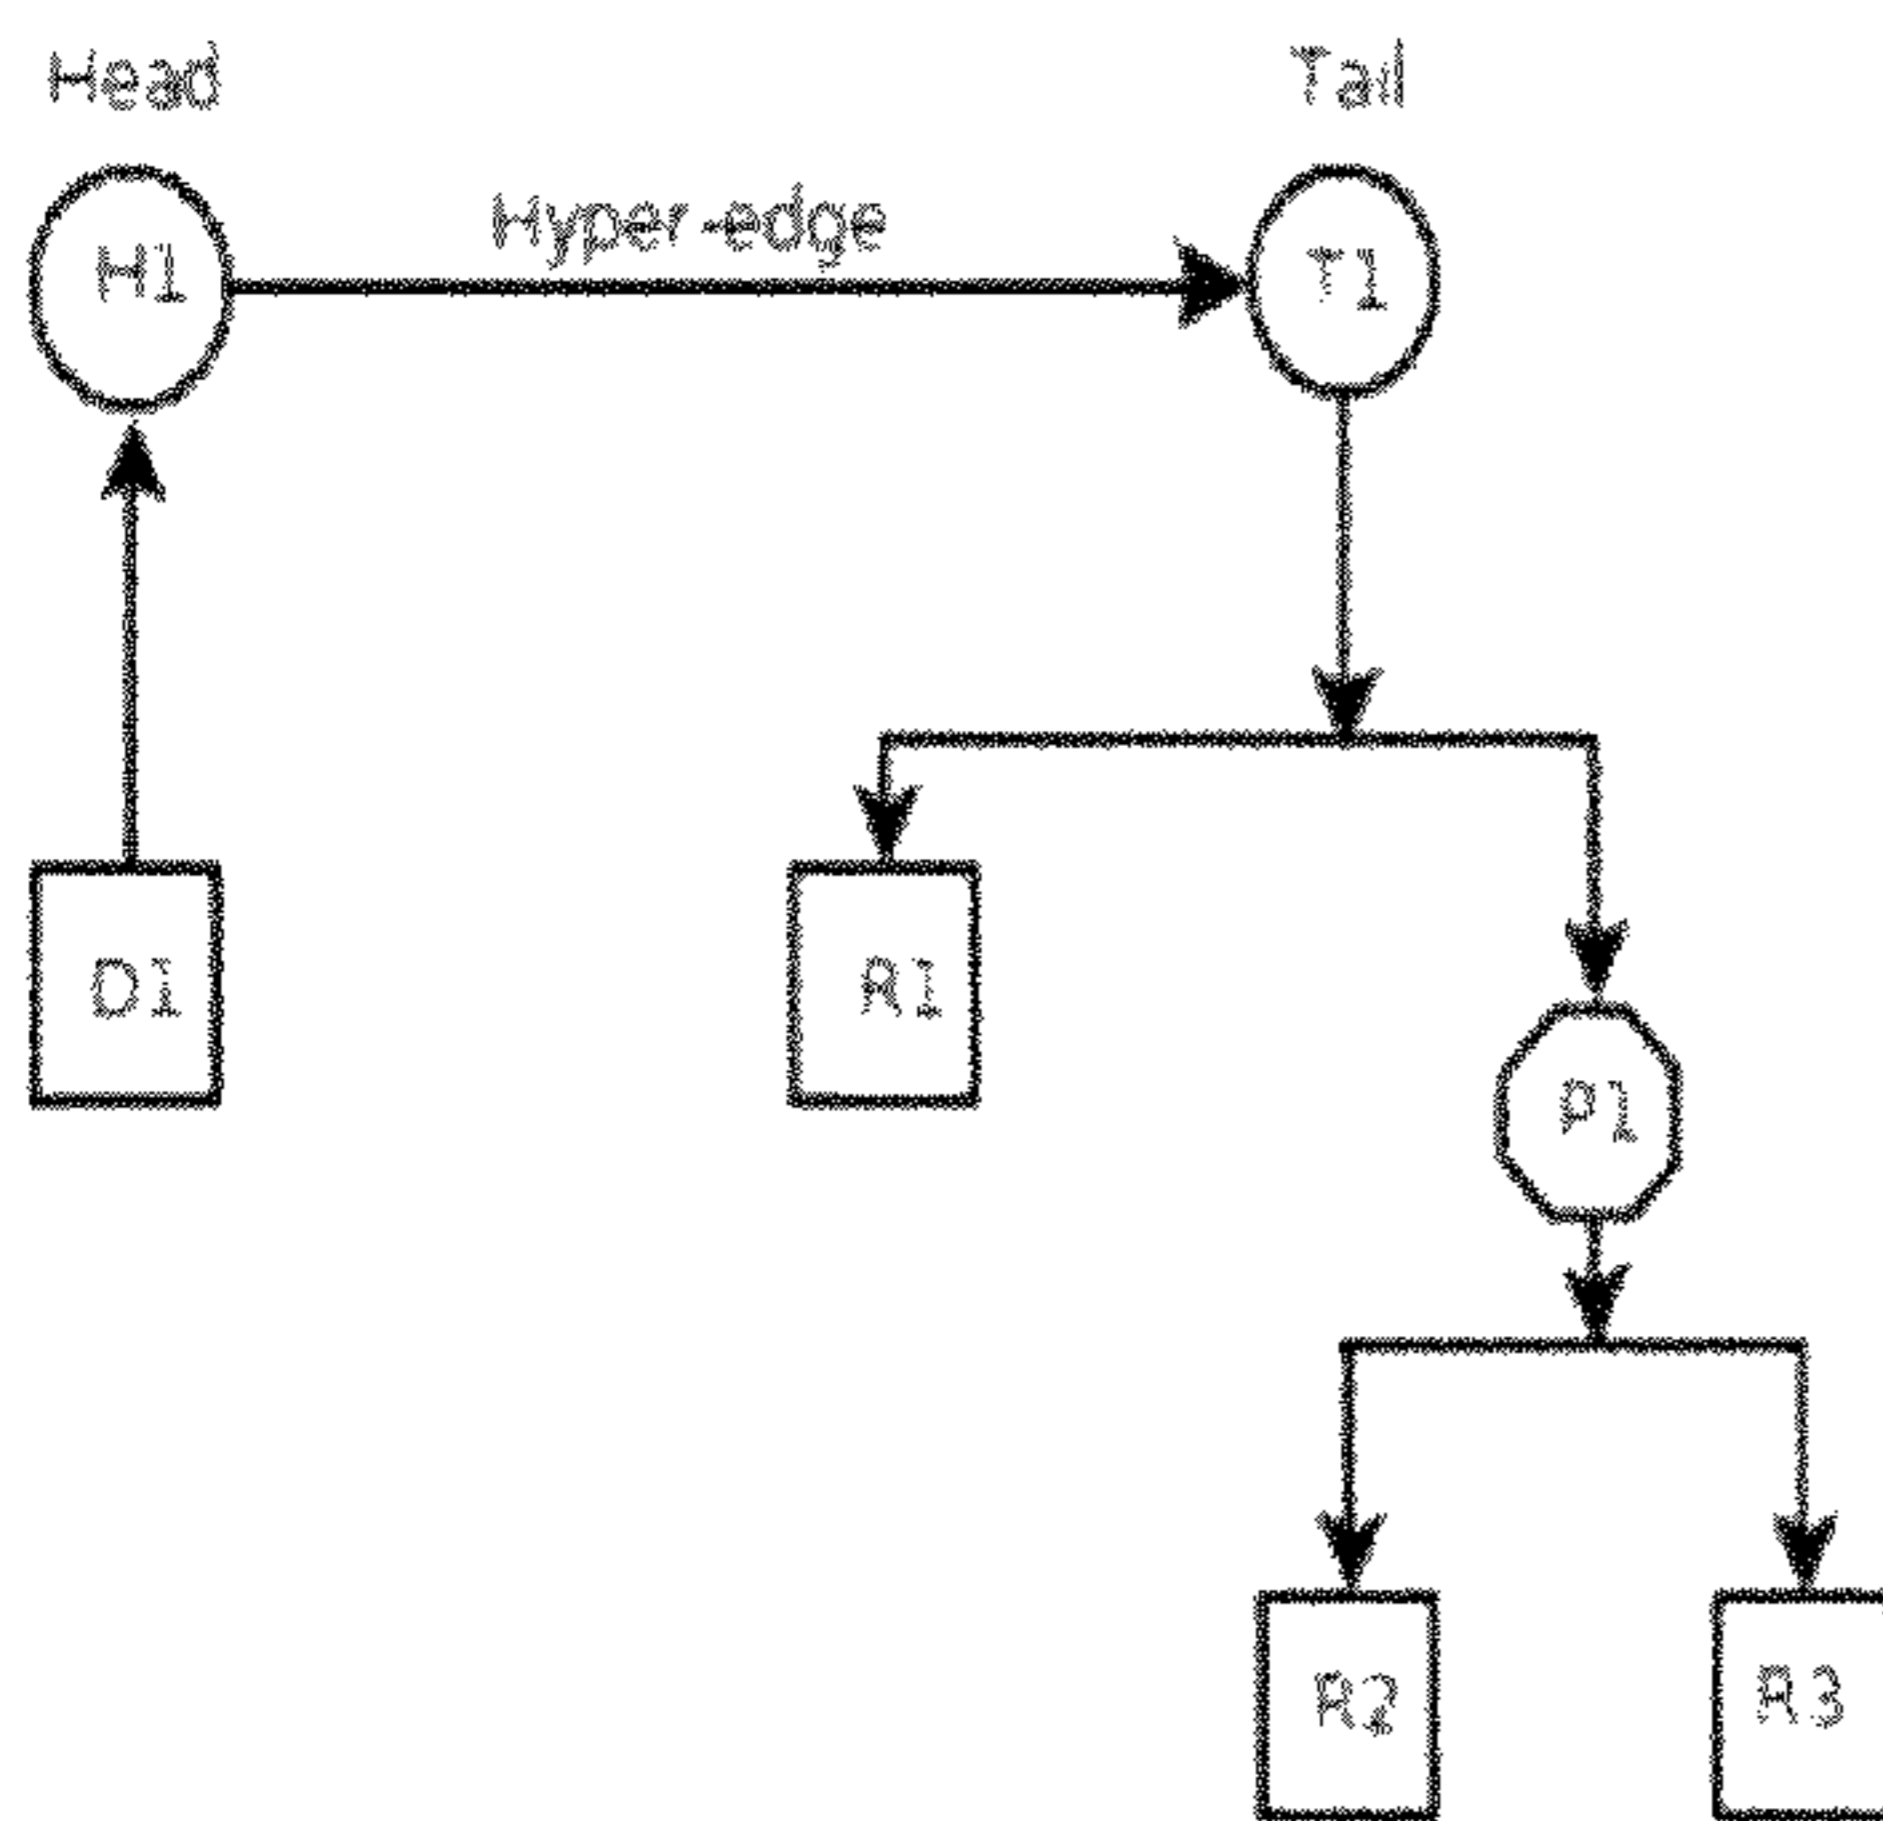 Head
Tail
Hyper-edge
H1
T1
D1
R1
P1
R2
R3